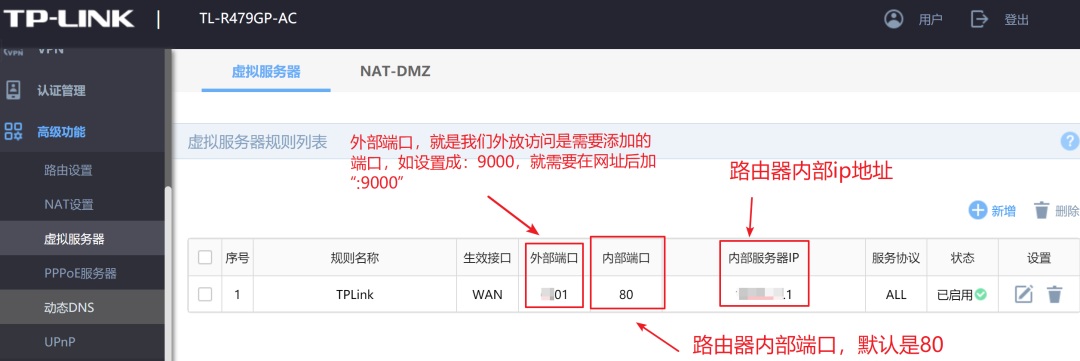 TP-LINK | TL-R479GP-AC 用户 登出
VPN
虚拟服务器 NAT-DMZ
认证管理
高级功能
虚拟服务器规则列表
外部端口，就是我们外放访问是需要添加的
端口，如设置成：9000，就需要在网址后加
“:9000”
路由器内部ip地址
路由设置
NAT设置
新增 删除
虚拟服务器
序号 规则名称 生效接口 外部端口 内部端口 内部服务器IP 服务协议 状态 设置
PPPoE服务器
1 TPLink WAN 01 80 .1 ALL 已启用
动态DNS
UPnP
路由器内部端口，默认是80